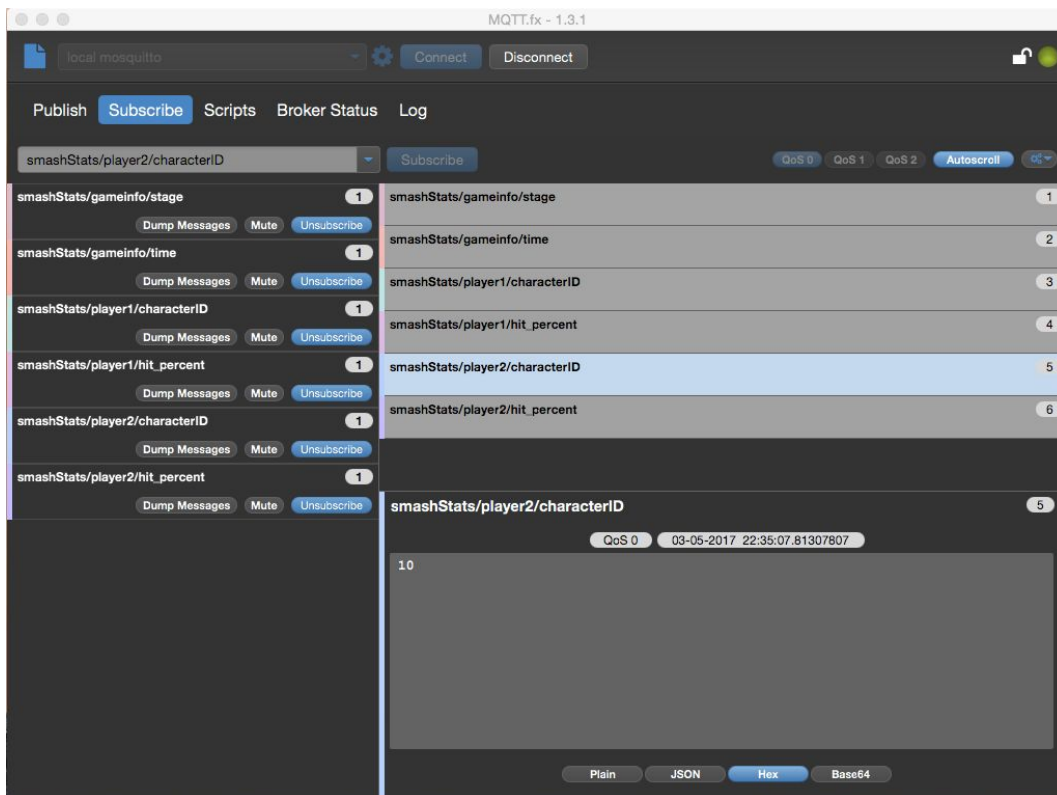 MQTT.fx - 1.3.1
local mosquitto Connect Disconnect
Publish Subscribe Scripts Broker Status Log
smashStats/player2/characterID Subscribe QoS 0 QoS 1 QoS 2 Autoscroll
smashStats/gameinfo/stage 1
Dump Messages Mute Unsubscribe
smashStats/gameinfo/time 1
Dump Messages Mute Unsubscribe
smashStats/player1/characterID 1
Dump Messages Mute Unsubscribe
smashStats/player1/hit_percent 1
Dump Messages Mute Unsubscribe
smashStats/player2/characterID 1
Dump Messages Mute Unsubscribe
smashStats/player2/hit_percent 1
Dump Messages Mute Unsubscribe
smashStats/gameinfo/stage 1
smashStats/gameinfo/time 2
smashStats/player1/characterID 3
smashStats/player1/hit_percent 4
smashStats/player2/characterID 5
smashStats/player2/hit_percent 6
smashStats/player2/characterID 5
QoS 0 03-05-2017 22:35:07.81307807
10
Plain JSON Hex Base64